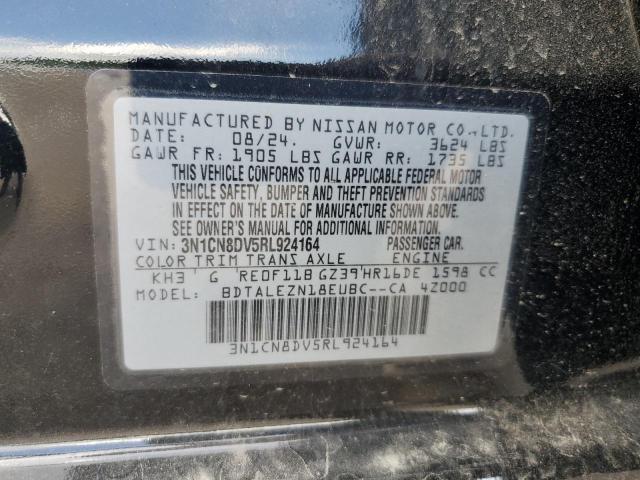 MANUFACTURED BY NISSAN MOTOR CO.,LTD.
DATE: 08/24. GVWR: 3624 LBS
GAWR FR: 1905 LBS GAWR RR: 1735 LBS
THIS VEHICLE CONFORMS TO ALL APPLICABLE FEDERAL MOTOR
VEHICLE SAFETY, BUMPER AND THEFT PREVENTION STANDARDS
IN EFFECT ON THE DATE OF MANUFACTURE SHOWN ABOVE.
SEE OWNER'S MANUAL FOR ADDITIONAL INFORMATION.
VIN: 3N1CN8DV5RL924164 PASSENGER CAR.
COLOR TRIM TRANS AXLE ENGINE
KH3 G RE0F11B GZ39 HR16DE 1598 CC
MODEL: BDTALEZN18EUBC--CA 4Z000
3N1CN8DV5RL924164